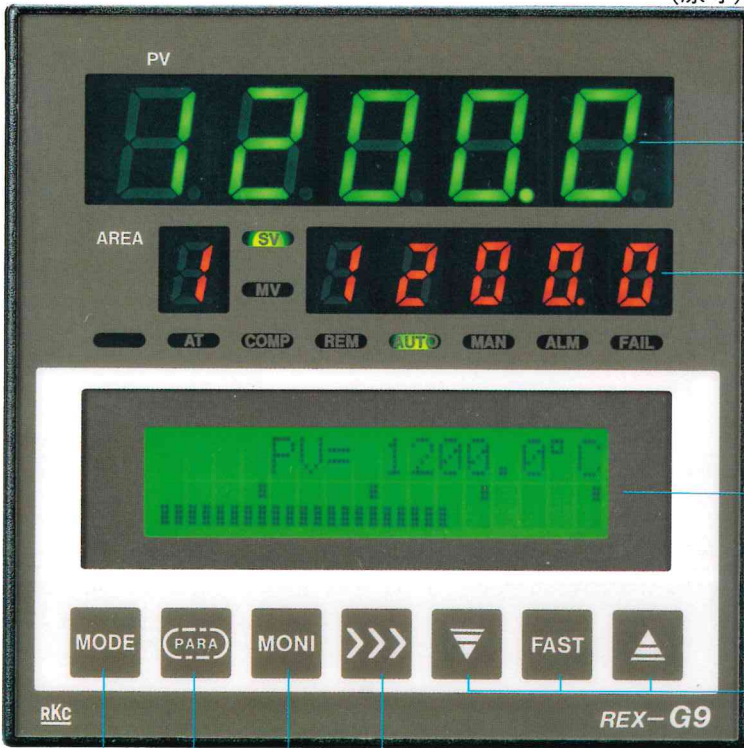 PV
1200.0
AREA 1 SV 1200.0
MV
AT COMP REM AUTO MAN ALM FAIL
PV= 1200.0°C
MODE PARA MONI >>> FAST
RKC REX-G9